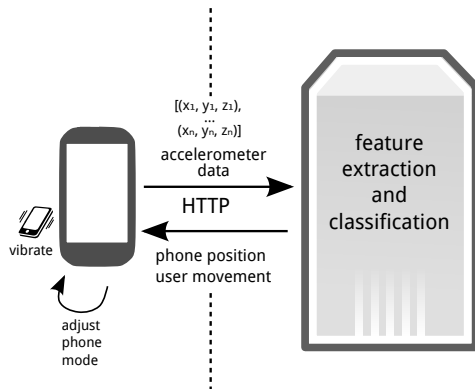 [(x₁, y₁, z₁),
...
(xₙ, yₙ, zₙ)]
accelerometer
data
HTTP
phone position
user movement
vibrate
adjust
phone
mode
feature
extraction
and
classification